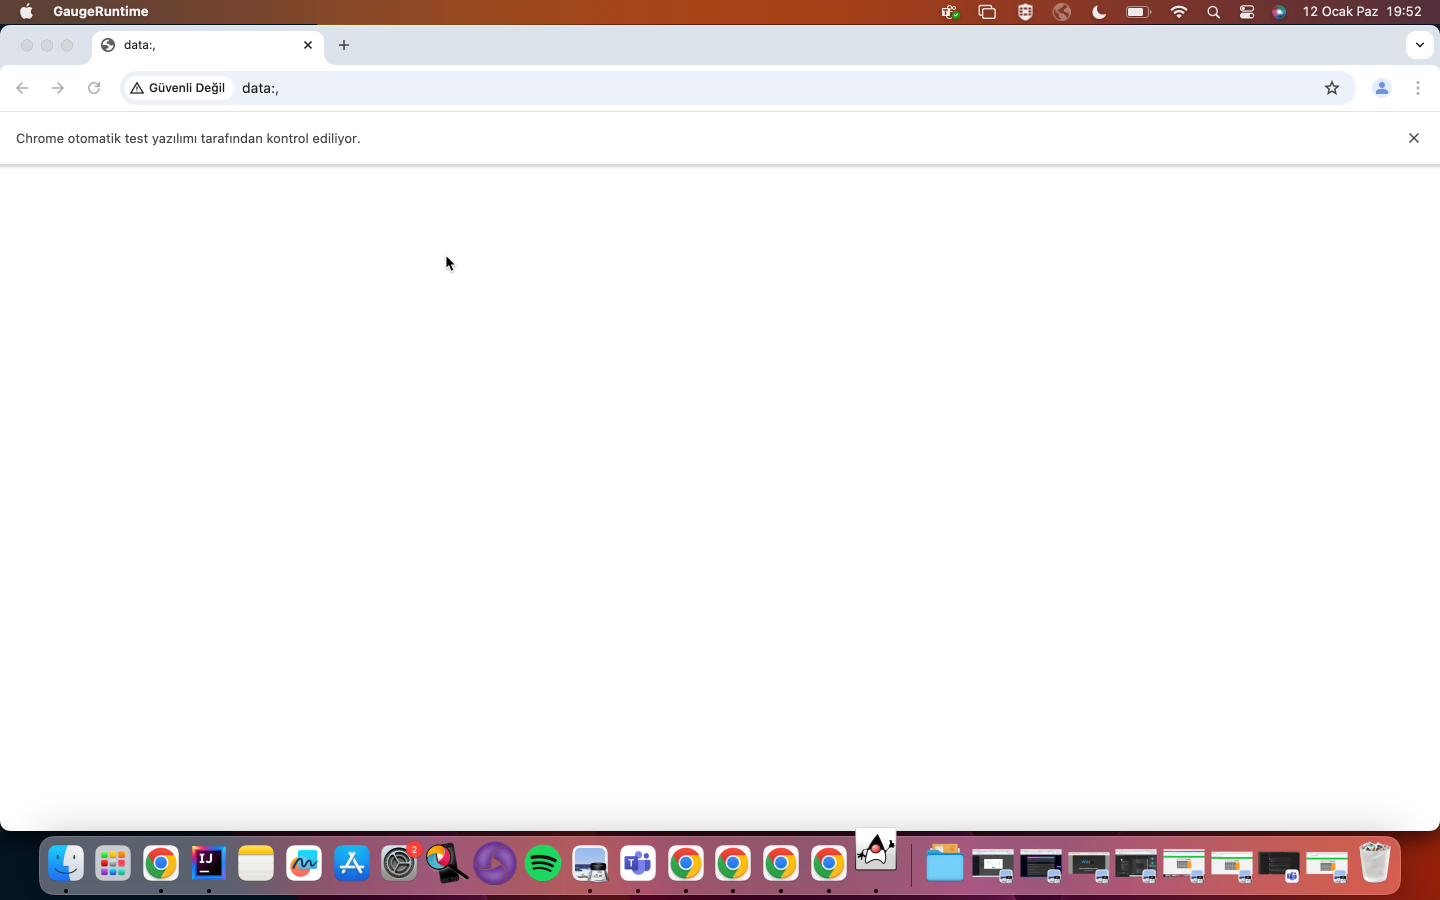 GaugeRuntime
12 Ocak Paz 19:52
data:,
Güvenli Değil
data:,
Chrome otomatik test yazılımı tarafından kontrol ediliyor.
IJ
2